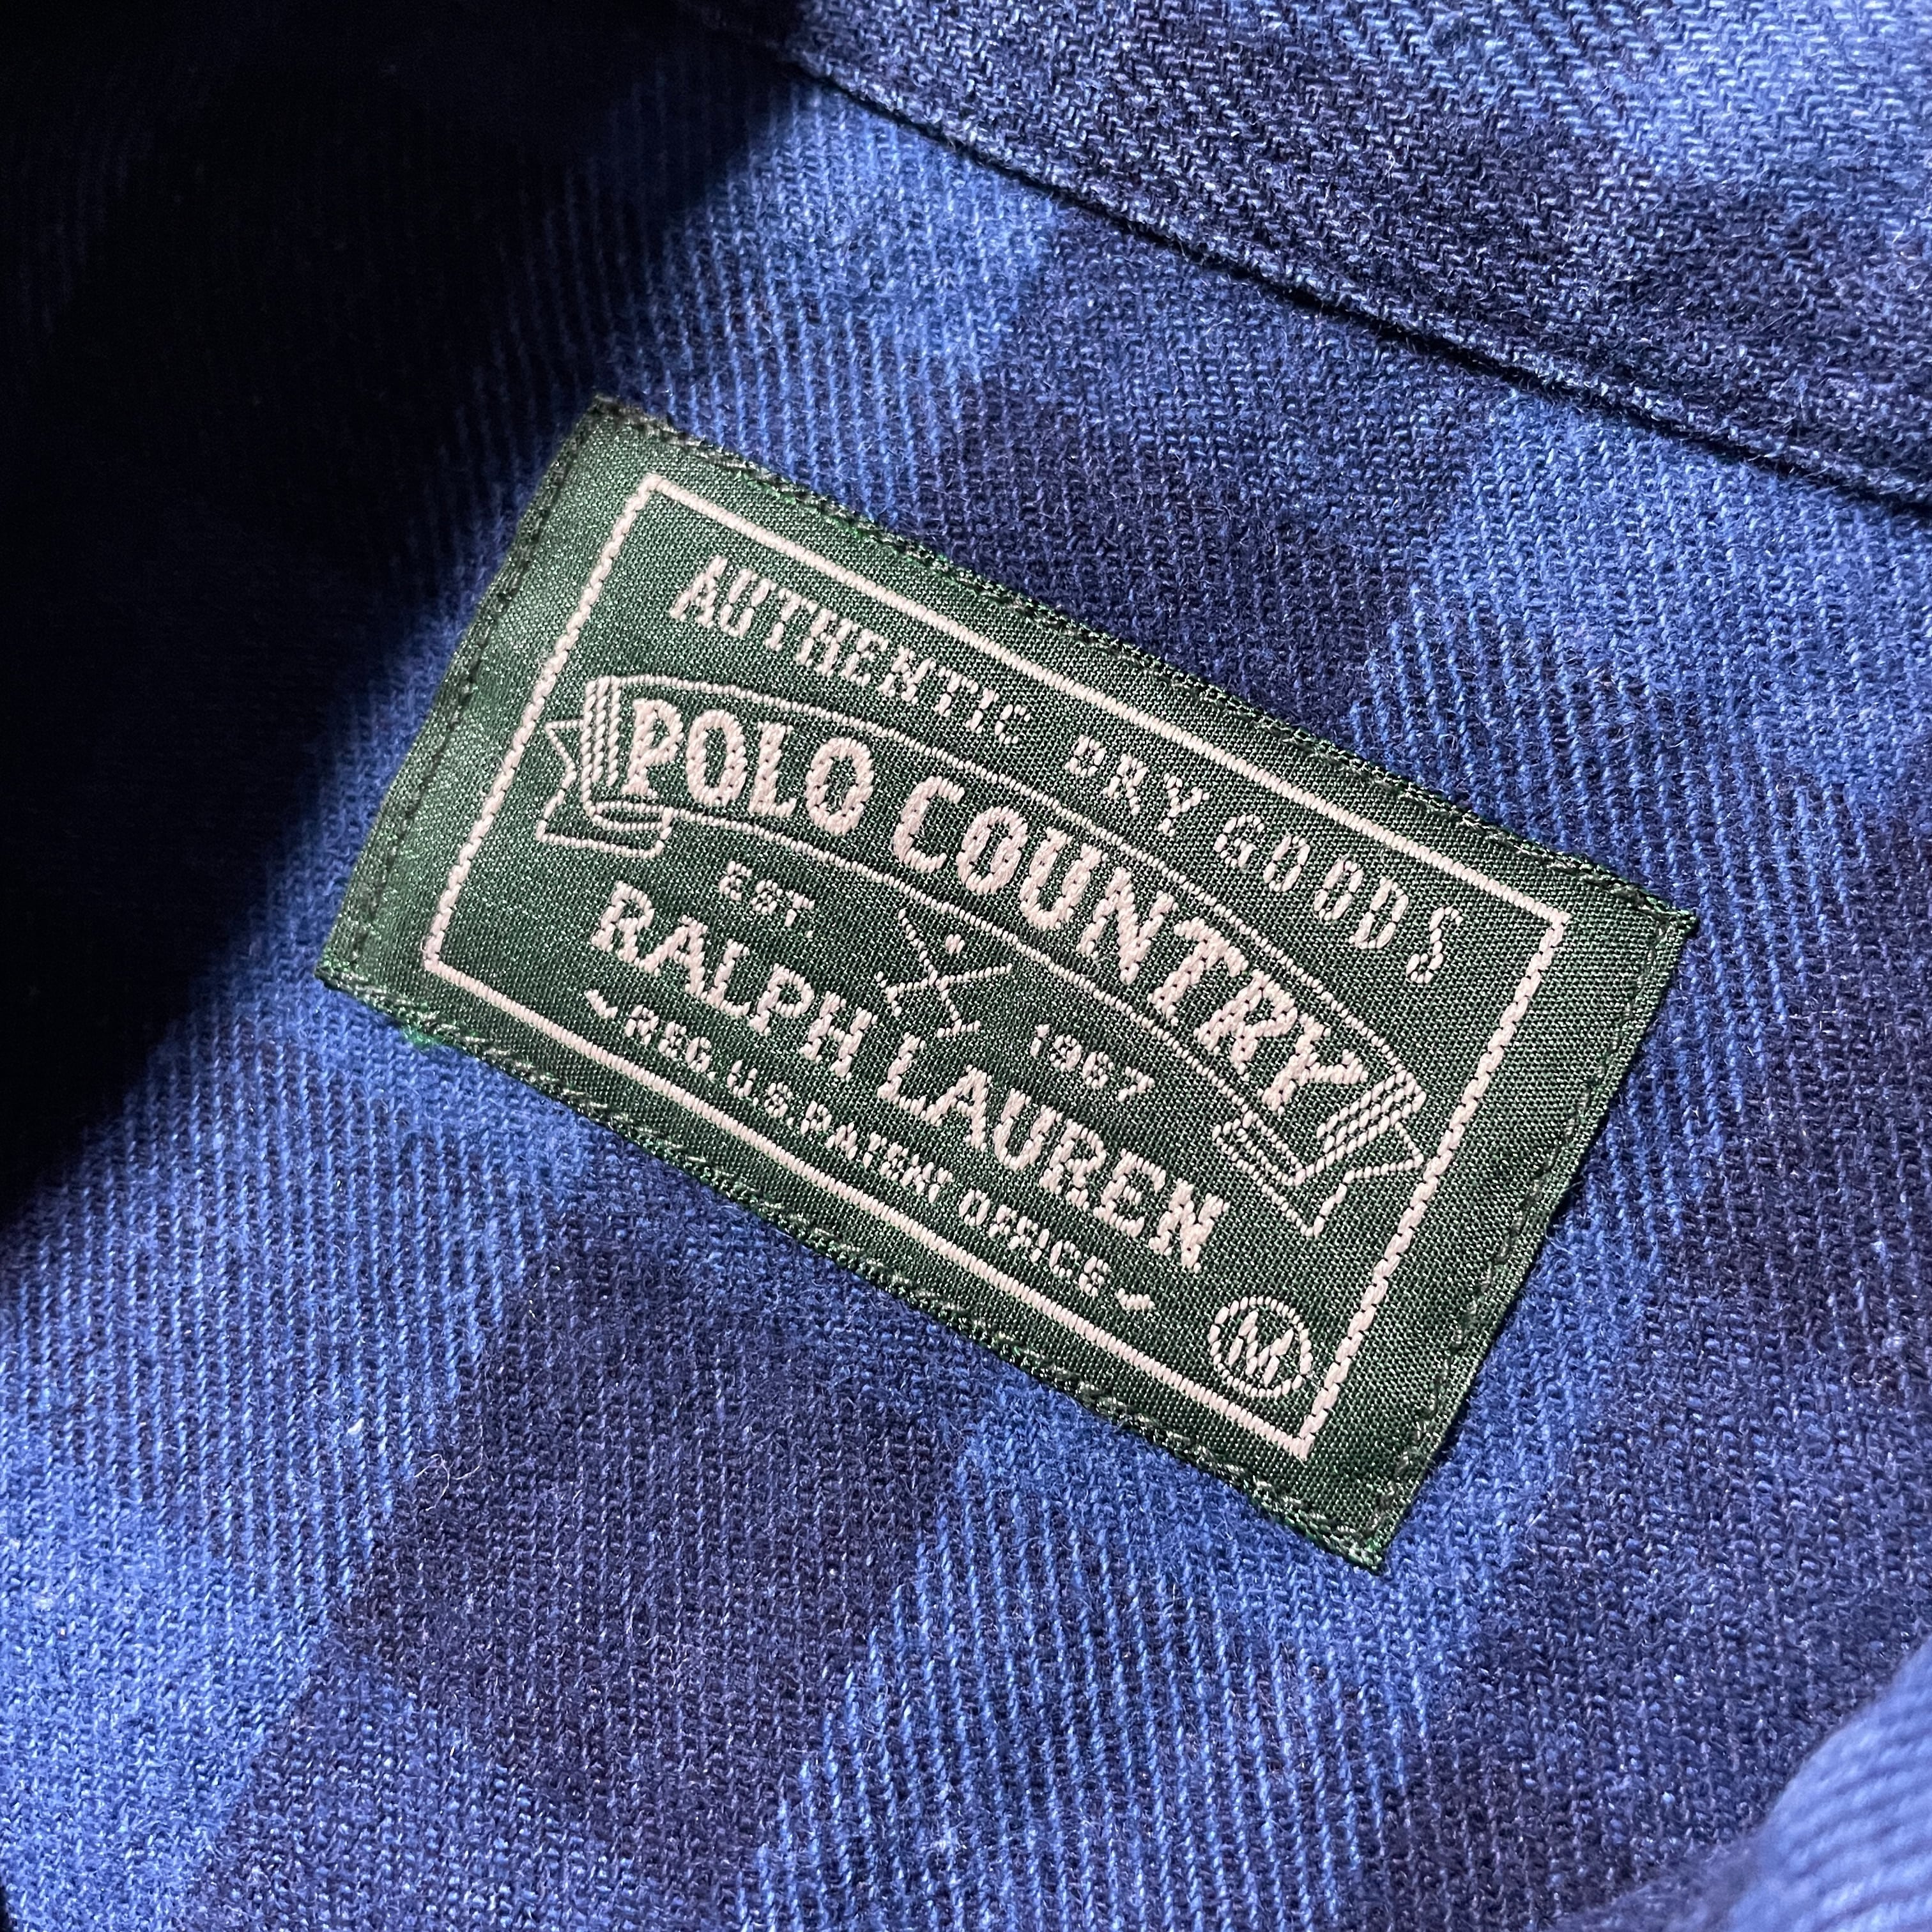 AUTHENTIC DRY GOODS
POLO COUNTRY
EST. 1967
RALPH LAUREN
REG. U.S. PATENT OFFICE
M